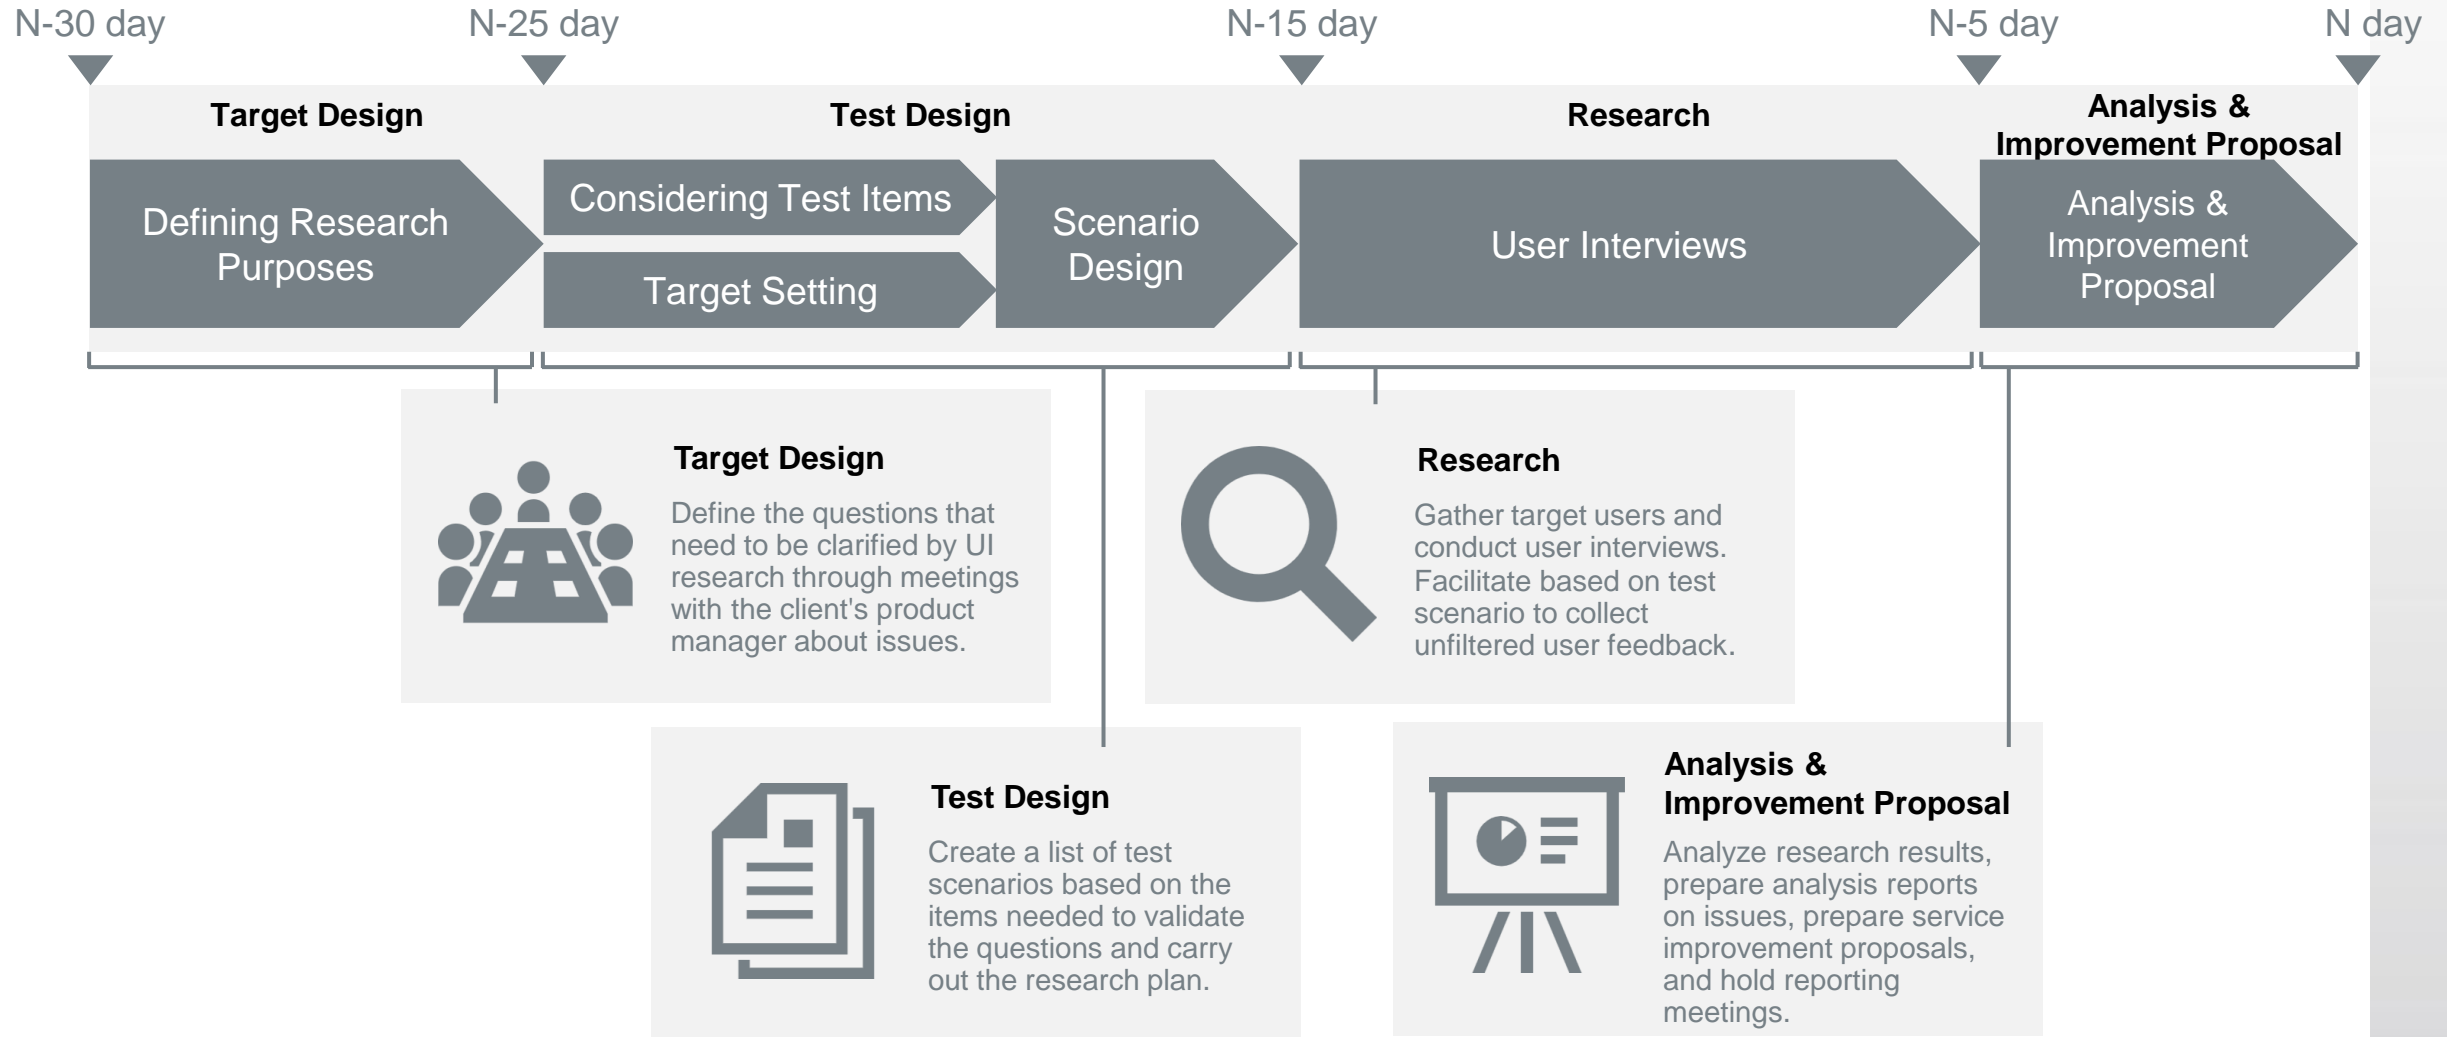 N-30 day
N-25 day
N-15 day
N-5 day
N day
Target Design
Test Design
Research
Analysis &
Improvement Proposal
Defining Research
Purposes
Considering Test Items
Target Setting
Scenario
Design
User Interviews
Analysis &
Improvement
Proposal
Target Design
Define the questions that
need to be clarified by UI
research through meetings
with the client's product
manager about issues.
Research
Gather target users and
conduct user interviews.
Facilitate based on test
scenario to collect
unfiltered user feedback.
Test Design
Create a list of test
scenarios based on the
items needed to validate
the questions and carry
out the research plan.
Analysis &
Improvement Proposal
Analyze research results,
prepare analysis reports
on issues, prepare service
improvement proposals,
and hold reporting
meetings.